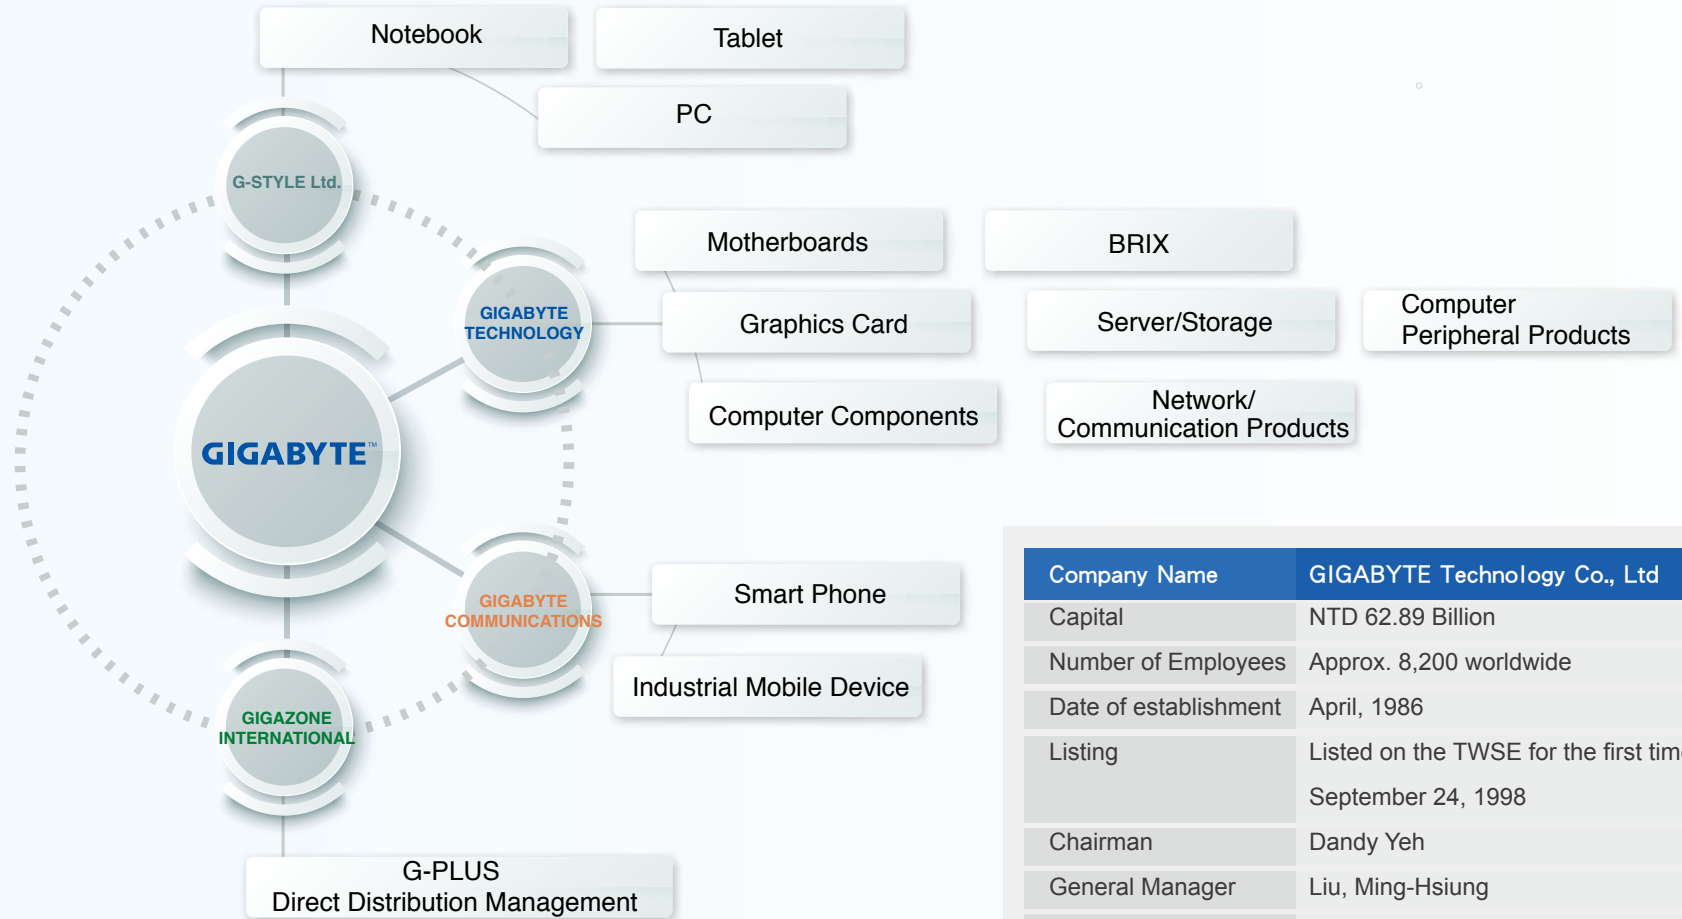 Notebook
Tablet
PC
G-STYLE Ltd.
Motherboards
BRIX
GIGABYTE
TECHNOLOGY
Graphics Card
Server/Storage
Computer
Peripheral Products
Computer Components
Network/
Communication Products
GIGABYTE™
Smart Phone
GIGABYTE
COMMUNICATIONS
Industrial Mobile Device
GIGAZONE
INTERNATIONAL
G-PLUS
Direct Distribution Management
Company Name GIGABYTE Technology Co., Ltd
Capital NTD 62.89 Billion
Number of Employees Approx. 8,200 worldwide
Date of establishment April, 1986
Listing Listed on the TWSE for the first
September 24, 1998
Chairman Dandy Yeh
General Manager Liu, Ming-Hsiung